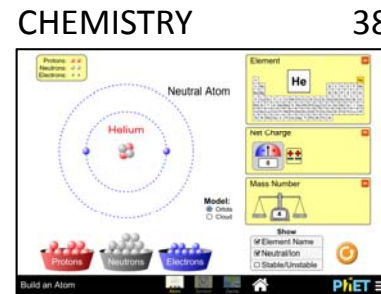 CHEMISTRY 38
Protons:
Neutrons:
Electrons:
Neutral Atom
Helium
Model:
Orbits
Cloud
Protons
Neutrons
Electrons
Element
He
Net Charge
0
Mass Number
4
Show
Element Name
Neutral/Ion
Stable/Unstable
Build an Atom
PhET